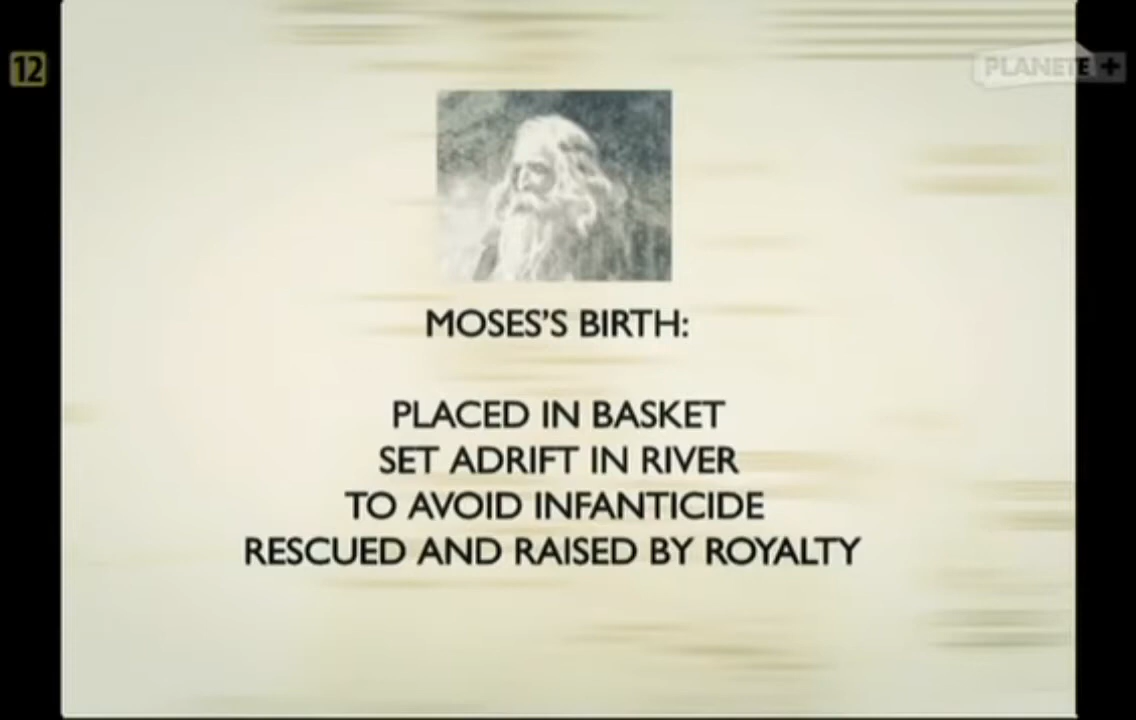 12
PLANETE +
MOSES'S BIRTH:
PLACED IN BASKET
SET ADRIFT IN RIVER
TO AVOID INFANTICIDE
RESCUED AND RAISED BY ROYALTY